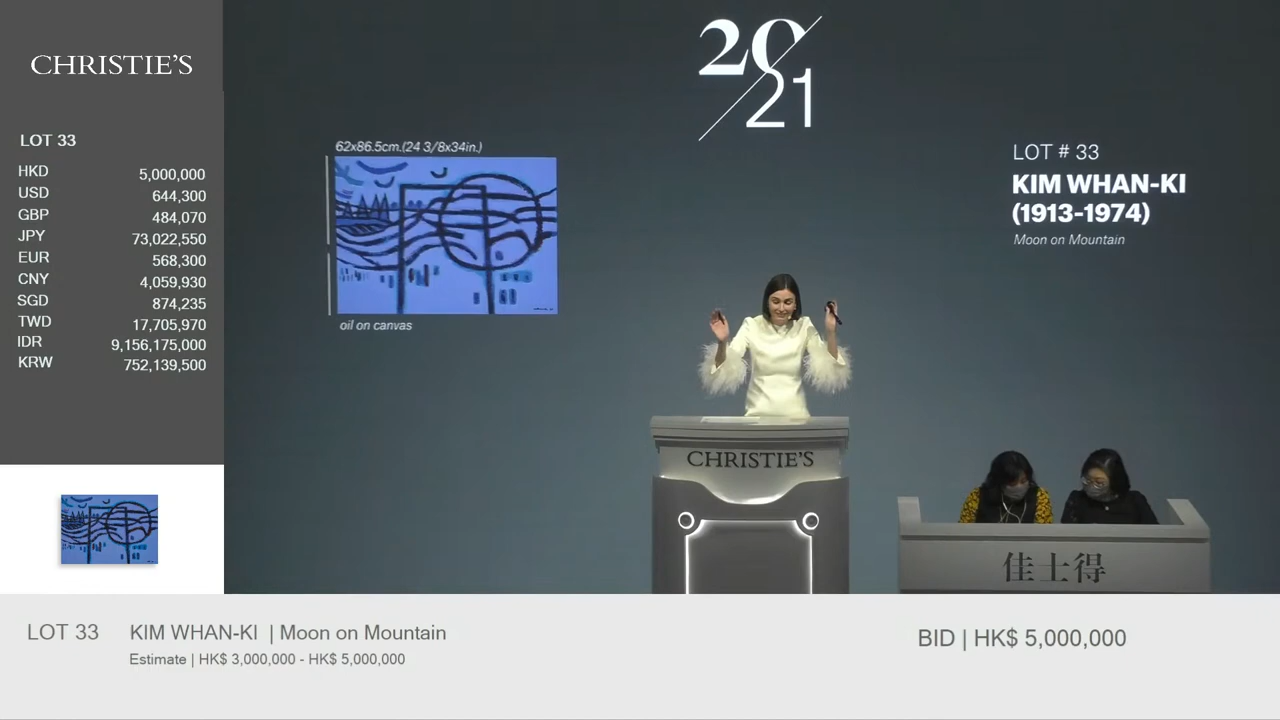 CHRISTIE'S
LOT 33
HKD 5,000,000
USD 644,300
GBP 484,070
JPY 73,022,550
EUR 568,300
CNY 4,059,930
SGD 874,235
TWD 17,705,970
IDR 9,156,175,000
KRW 752,139,500
20/21
62x86.5cm.(24 3/8x34in.)
oil on canvas
LOT # 33
KIM WHAN-KI
(1913-1974)
Moon on Mountain
CHRISTIE'S
佳士得
LOT 33 KIM WHAN-KI | Moon on Mountain
Estimate | HK$ 3,000,000 - HK$ 5,000,000
BID | HK$ 5,000,000